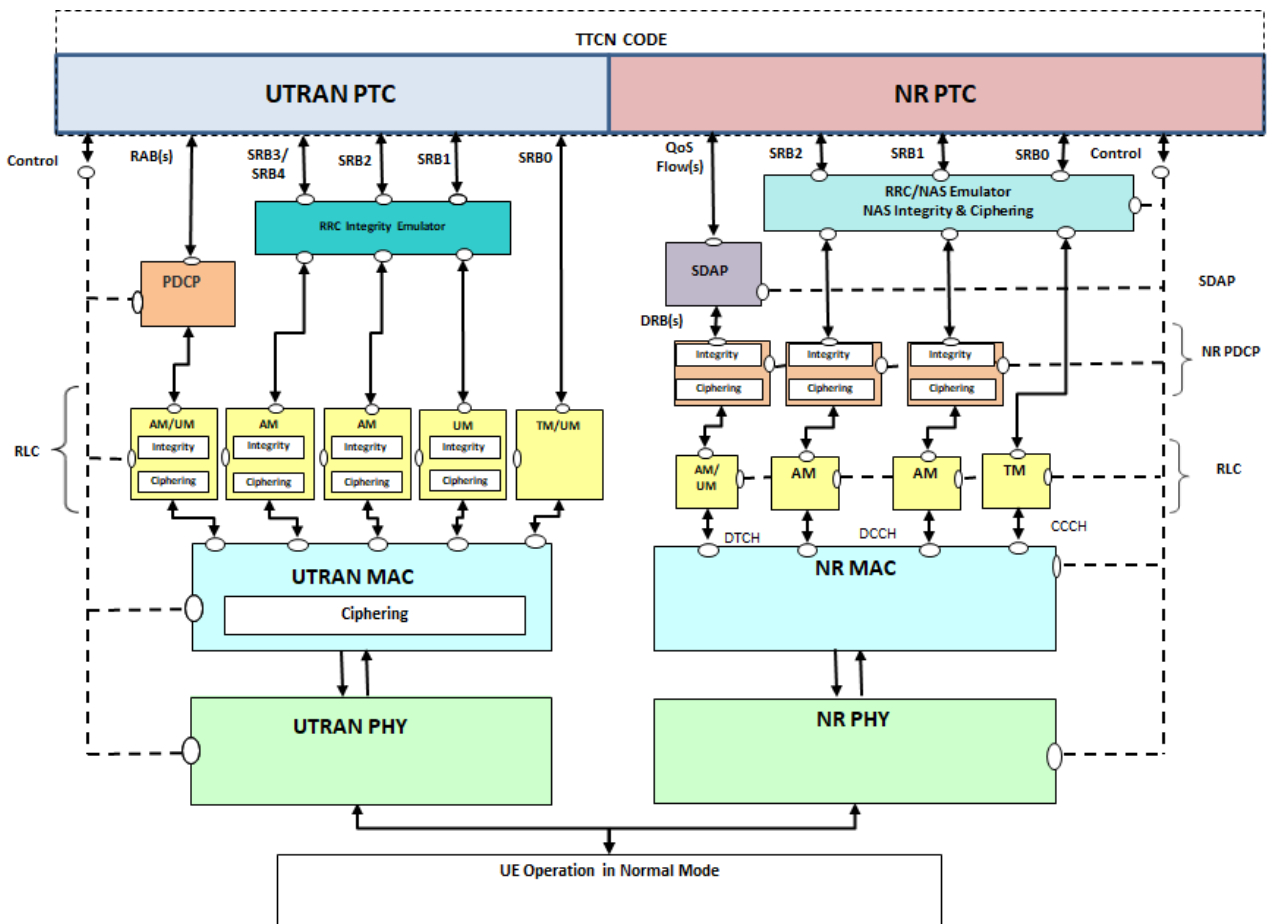 TTCN CODE
UTRAN PTC
NR PTC
Control
RAB(s)
SRB3/
SRB4
SRB2
SRB1
SRB0
QoS
Flow(s)
SRB2
SRB1
SRB0
Control
RRC Integrity Emulator
RRC/NAS Emulator
NAS Integrity & Ciphering
PDCP
SDAP
SDAP
DRB(s)
Integrity
Ciphering
Integrity
Ciphering
Integrity
Ciphering
NR PDCP
RLC
AM/UM
Integrity
Ciphering
AM
Integrity
Ciphering
AM
Integrity
Ciphering
UM
Integrity
Ciphering
TM/UM
AM/
UM
AM
AM
TM
RLC
DTCH
DCCH
CCCH
UTRAN MAC
Ciphering
NR MAC
UTRAN PHY
NR PHY
UE Operation in Normal Mode